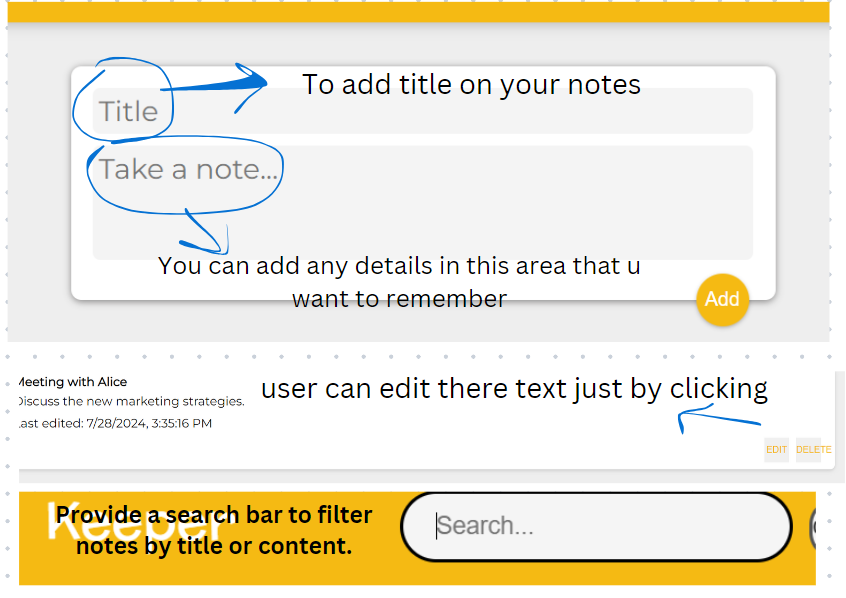 To add title on your notes
Title
Take a note...
You can add any details in this area that u
want to remember
Add
Meeting with Alice
Discuss the new marketing strategies.
Last edited: 7/28/2024, 3:35:16 PM
user can edit there text just by clicking
EDIT DELETE
Keeper
Provide a search bar to filter
notes by title or content.
Search...